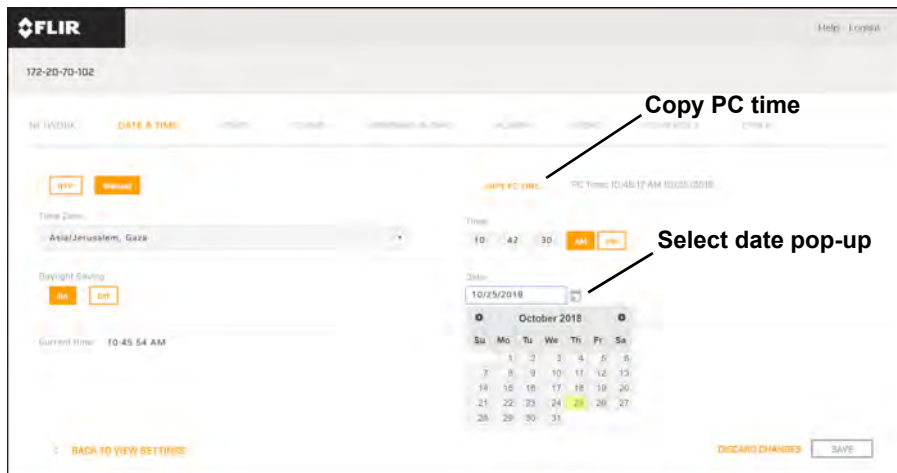 FLIR
Help Logout
172-20-70-102
Copy PC time
NETWORK DATE & TIME
NTP Manual
COPY PC TIME PC Time: 10:45:17 AM 10/25/2018
Time Zone:
Time:
Asia/Jerusalem, Gaza
10 42 30 AM PM
Select date pop-up
Daylight Saving
Date:
On Off
10/25/2018
October 2018
Current time: 10:45:54 AM
Su Mo Tu We Th Fr Sa
1 2 3 4 5 6
7 8 9 10 11 12 13
14 15 16 17 18 19 20
21 22 23 24 25 26 27
28 29 30 31
BACK TO VIEW SETTINGS
DISCARD CHANGES SAVE